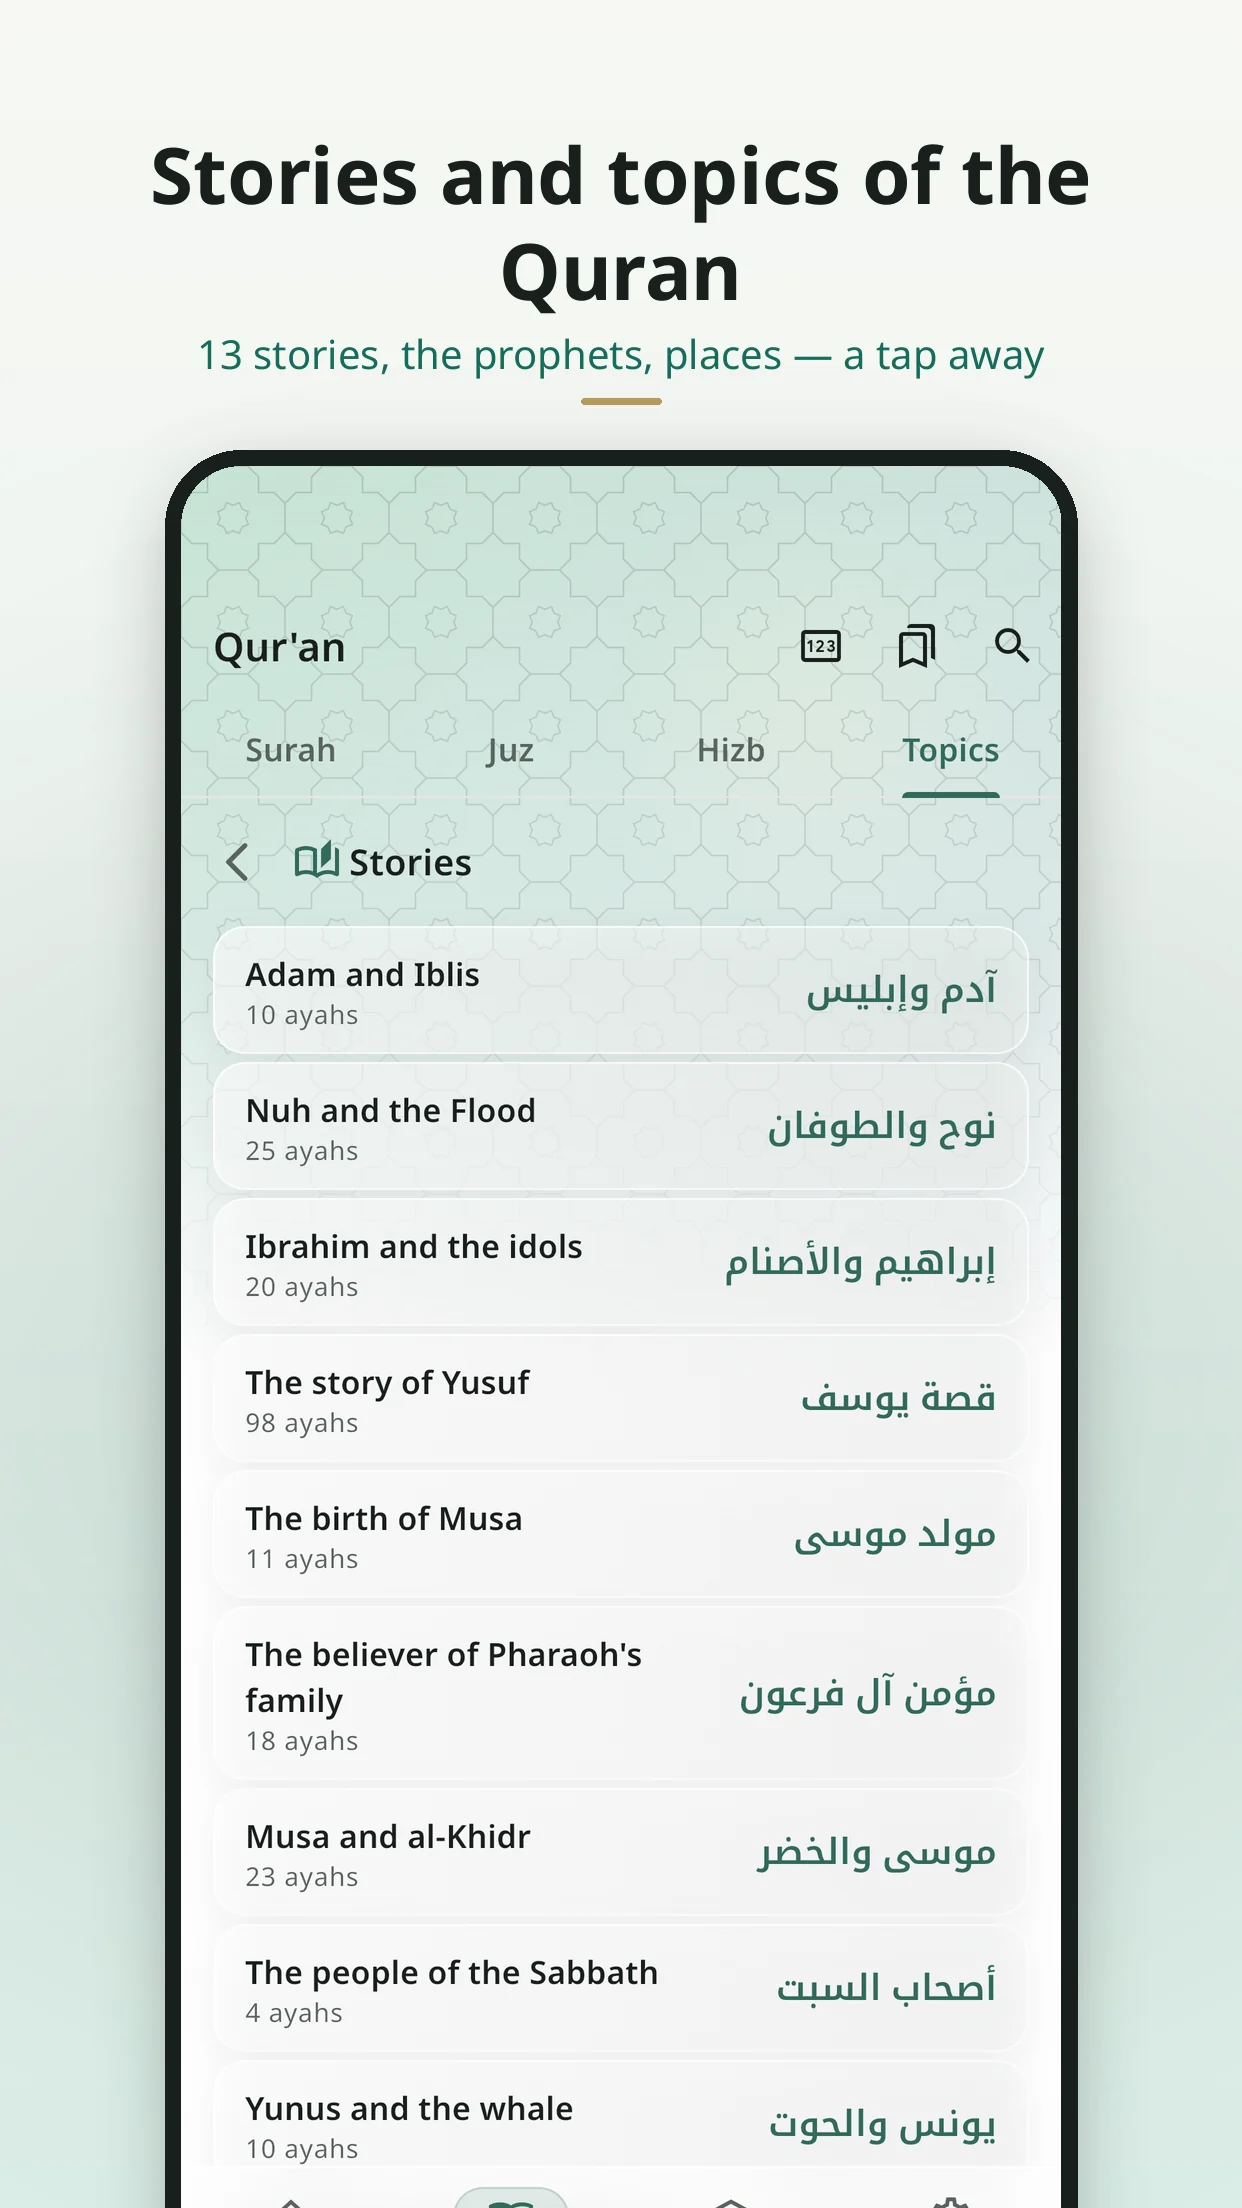 Stories and topics of the
Quran
13 stories, the prophets, places — a tap away
Qur'an
123
Surah Juz Hizb Topics
Stories
Adam and Iblis
10 ayahs
آدم وإبليس
Nuh and the Flood
25 ayahs
نوح والطوفان
Ibrahim and the idols
20 ayahs
إبراهيم والأصنام
The story of Yusuf
98 ayahs
قصة يوسف
The birth of Musa
11 ayahs
مولد موسى
The believer of Pharaoh's
family
18 ayahs
مؤمن آل فرعون
Musa and al-Khidr
23 ayahs
موسى والخضر
The people of the Sabbath
4 ayahs
أصحاب السبت
Yunus and the whale
10 ayahs
يونس والحوت